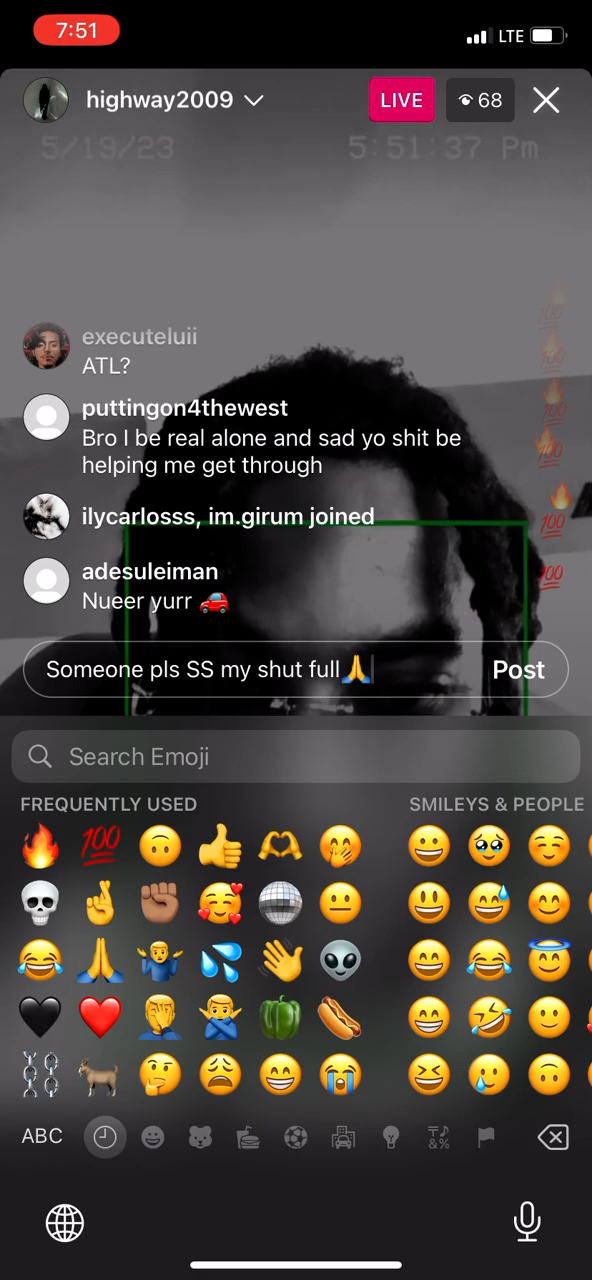 7:51
LTE
highway2009
LIVE
68
5/19/23
5:51:37 Pm
executeluii
ATL?
puttingon4thewest
Bro I be real alone and sad yo shit be
helping me get through
ilycarlosss, im.girum joined
adesuleiman
Nueer yurr 🚗
Someone pls SS my shut full🙏
Post
Search Emoji
FREQUENTLY USED
SMILEYS & PEOPLE
ABC